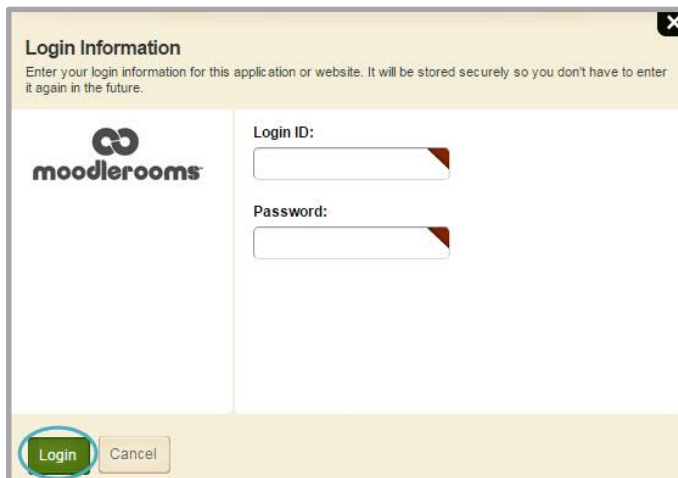 Login Information
Enter your login information for this application or website. It will be stored securely so you don't have to enter
it again in the future.
moodlerooms
Login ID:
Password:
Login
Cancel